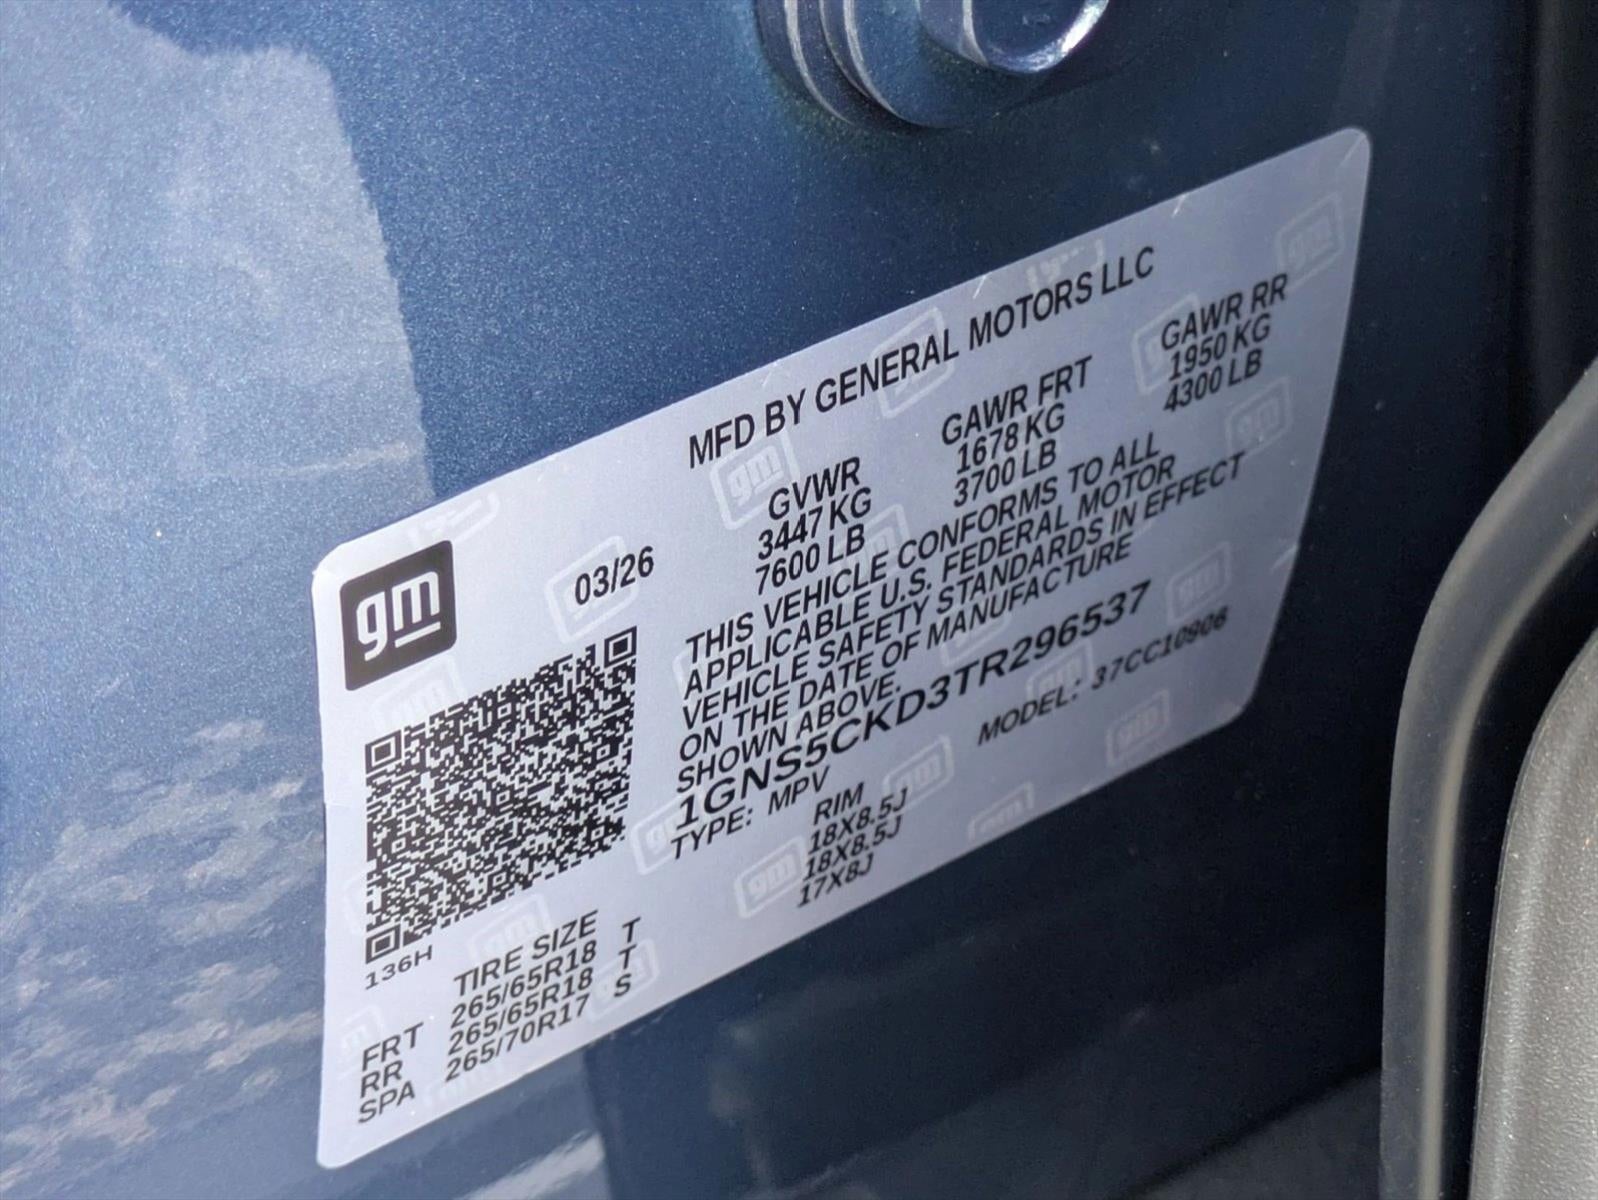 MFD BY GENERAL MOTORS LLC
gm
03/26
GVWR GAWR FRT GAWR RR
3447 KG 1678 KG 1950 KG
7600 LB 3700 LB 4300 LB
THIS VEHICLE CONFORMS TO ALL
APPLICABLE U.S. FEDERAL MOTOR
VEHICLE SAFETY STANDARDS IN EFFECT
ON THE DATE OF MANUFACTURE
SHOWN ABOVE.
1GNS5CKD3TR296537
TYPE: MPV MODEL: 37CC10906
136H
TIRE SIZE RIM
FRT 265/65R18 T 18X8.5J
RR 265/65R18 T 18X8.5J
SPA 265/70R17 S 17X8J